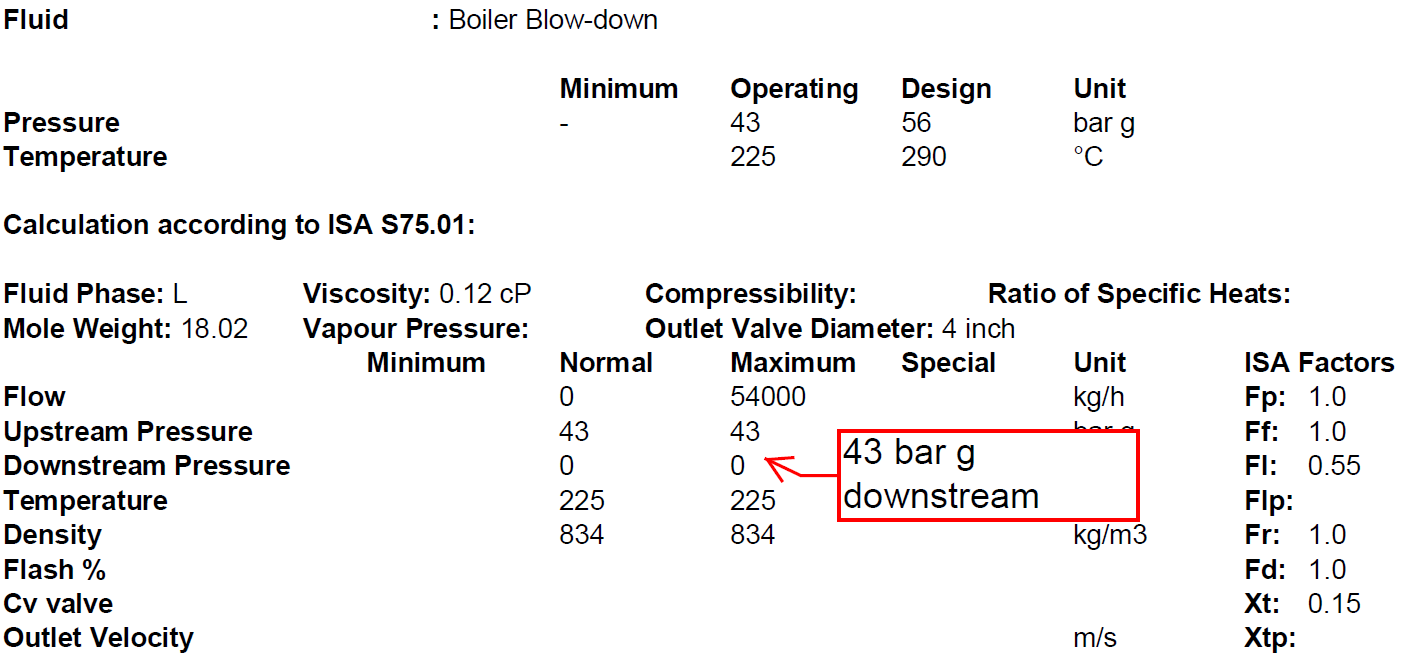 Fluid : Boiler Blow-down
Minimum Operating Design Unit
Pressure - 43 56 bar g
Temperature 225 290 °C
Calculation according to ISA S75.01:
Fluid Phase: L Viscosity: 0.12 cP Compressibility: Ratio of Specific Heats:
Mole Weight: 18.02 Vapour Pressure: Outlet Valve Diameter: 4 inch
Minimum Normal Maximum Special Unit ISA Factors
Flow 0 54000 kg/h Fp: 1.0
Upstream Pressure 43 43 bar g Ff: 1.0
43 bar g
Downstream Pressure 0 0 Fl: 0.55
downstream
Temperature 225 225 Flp:
Density 834 834 kg/m3 Fr: 1.0
Flash % Fd: 1.0
Cv valve Xt: 0.15
Outlet Velocity m/s Xtp: